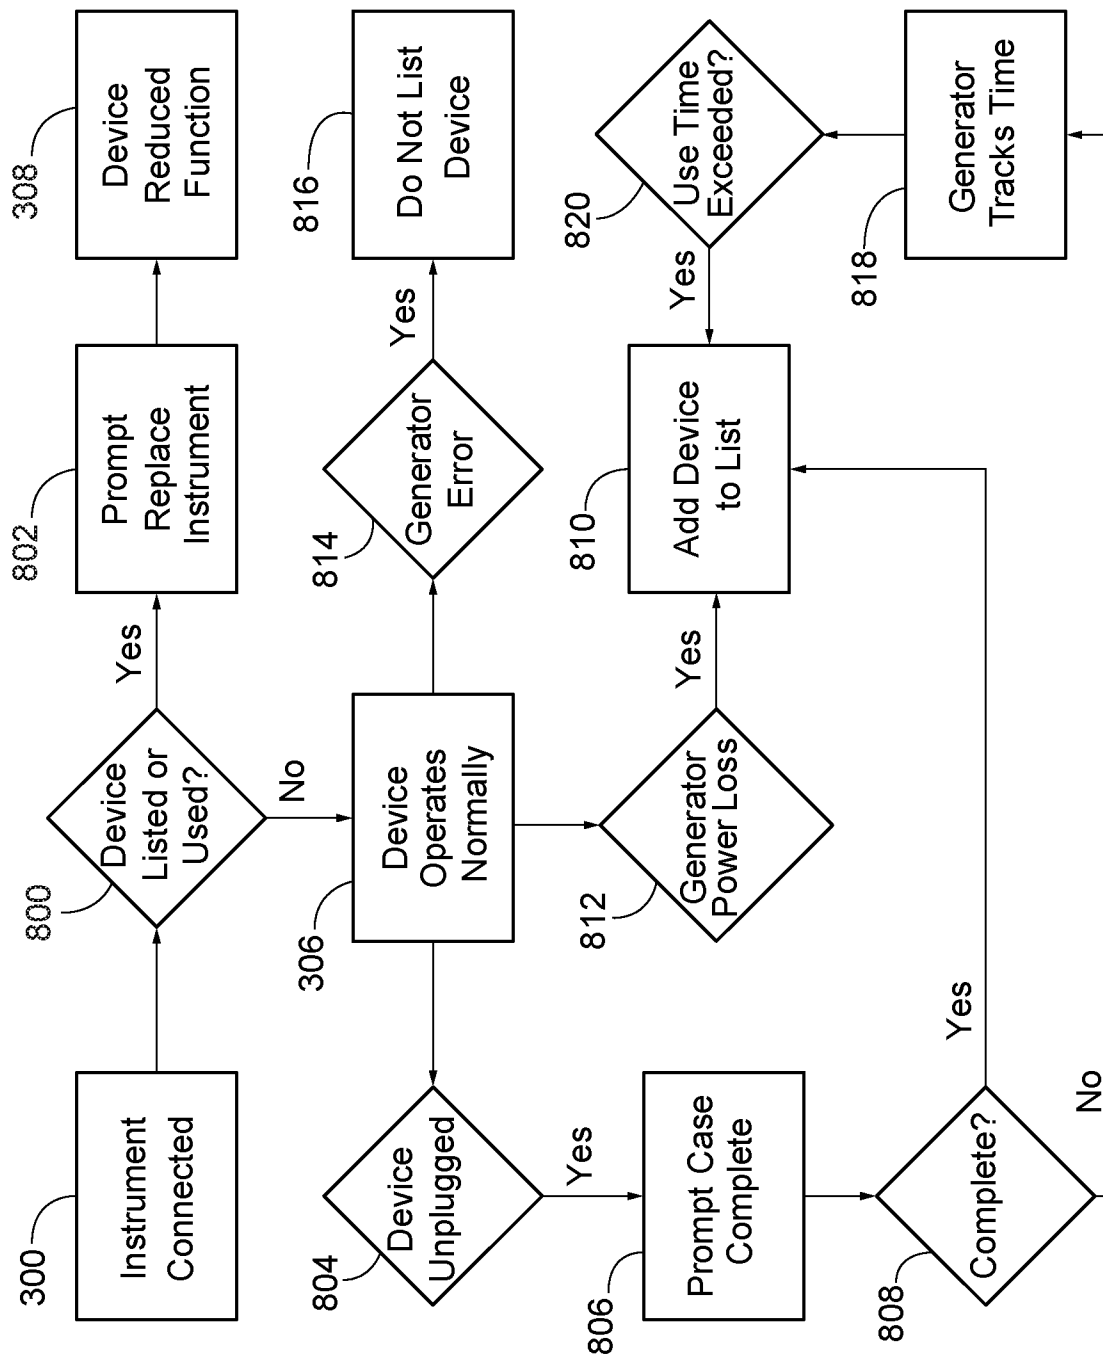 300
Instrument
Connected
800
Device
Listed or
Used?
Yes
802
Prompt
Replace
Instrument
308
Device
Reduced
Function
No
306
Device
Operates
Normally
804
Device
Unplugged
Yes
814
Generator
Error
Yes
816
Do Not List
Device
812
Generator
Power Loss
Yes
810
Add Device
to List
Yes
820
Use Time
Exceeded?
806
Prompt Case
Complete
808
Complete?
Yes
No
818
Generator
Tracks Time